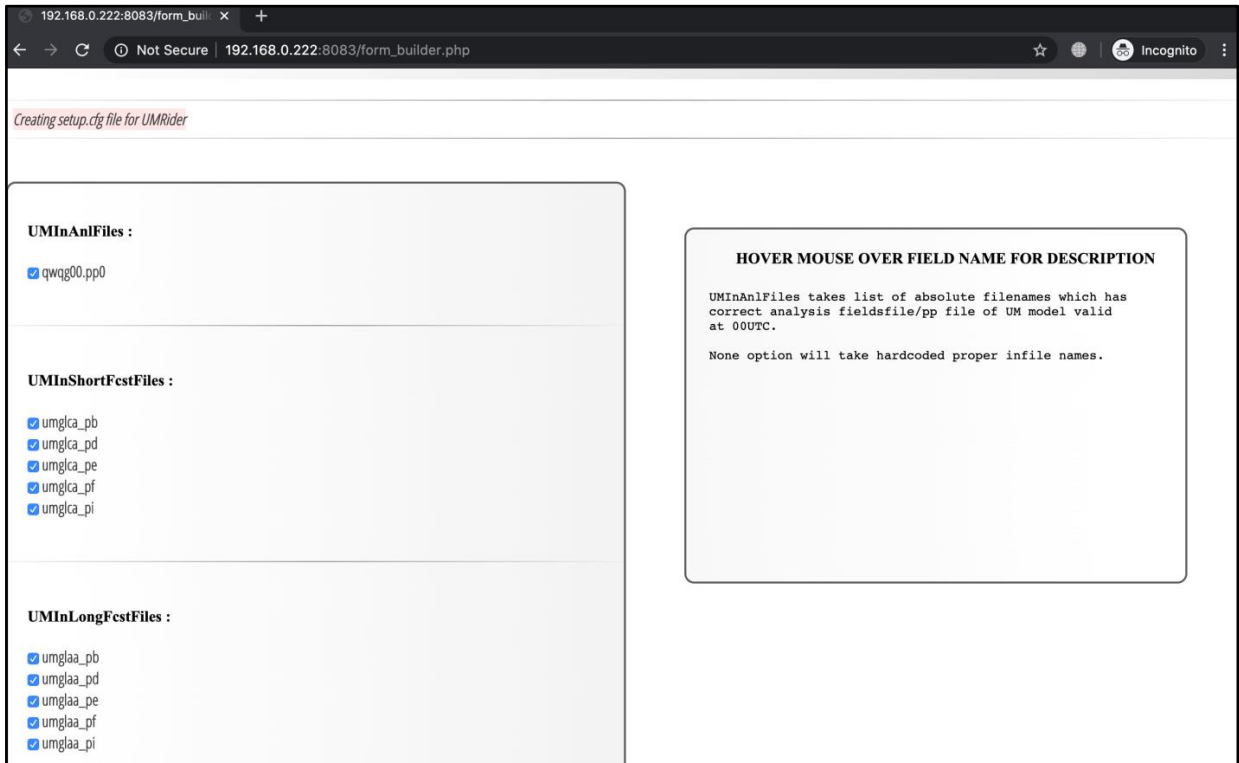 192.168.0.222:8083/form_buil
Not Secure | 192.168.0.222:8083/form_builder.php
Incognito
Creating setup.cfg file for UMRider
UMInAnlFiles :
qwqg00.pp0
UMInShortFcstFiles :
umglca_pb
umglca_pd
umglca_pe
umglca_pf
umglca_pi
UMInLongFcstFiles :
umglaa_pb
umglaa_pd
umglaa_pe
umglaa_pf
umglaa_pi
HOVER MOUSE OVER FIELD NAME FOR DESCRIPTION
UMInAnlFiles takes list of absolute filenames which has
correct analysis fieldsfile/pp file of UM model valid
at 00UTC.
None option will take hardcoded proper infile names.